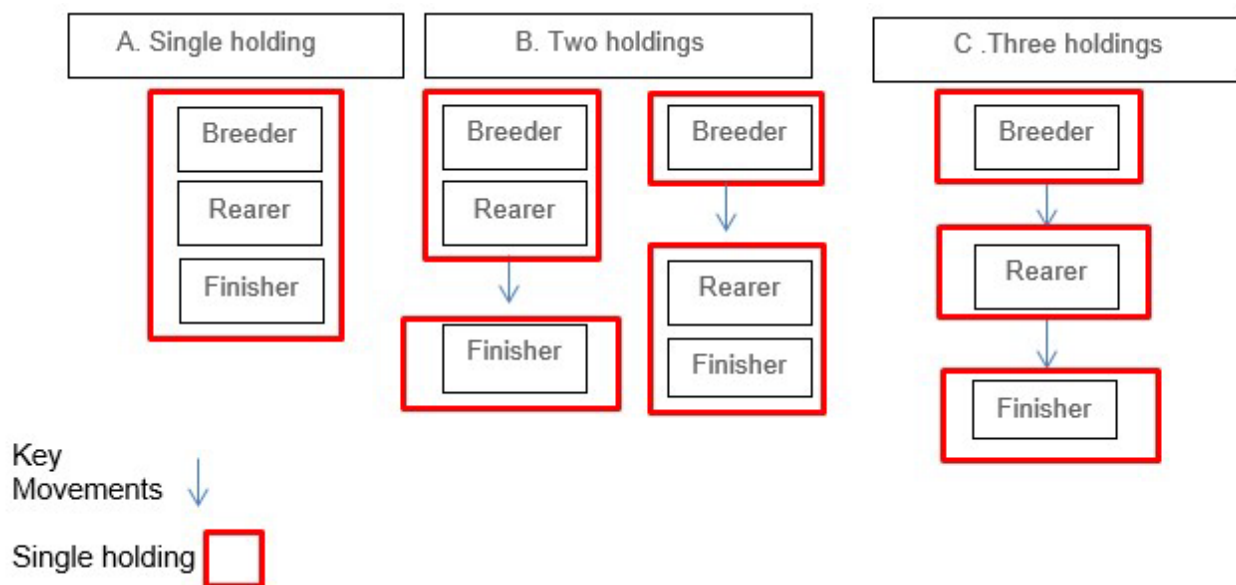 A. Single holding
B. Two holdings
C .Three holdings
Breeder
Rearer
Finisher
Breeder
Rearer
Finisher
Breeder
Rearer
Finisher
Breeder
Rearer
Finisher
Key
Movements
Single holding